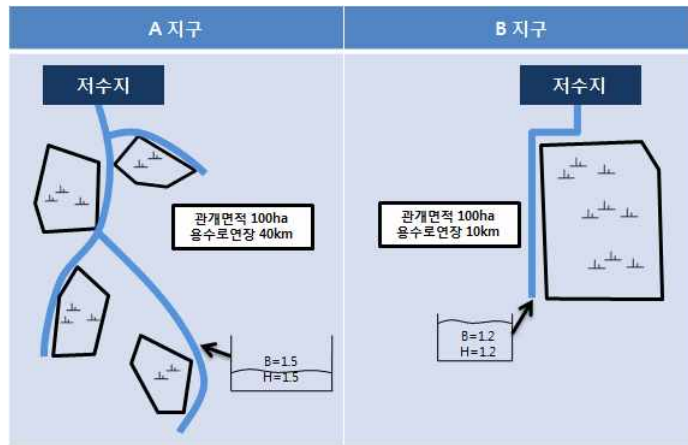 A 지구
B 지구
저수지
관개면적 100ha
용수로연장 40km
B=1.5
H=1.5
저수지
관개면적 100ha
용수로연장 10km
B=1.2
H=1.2